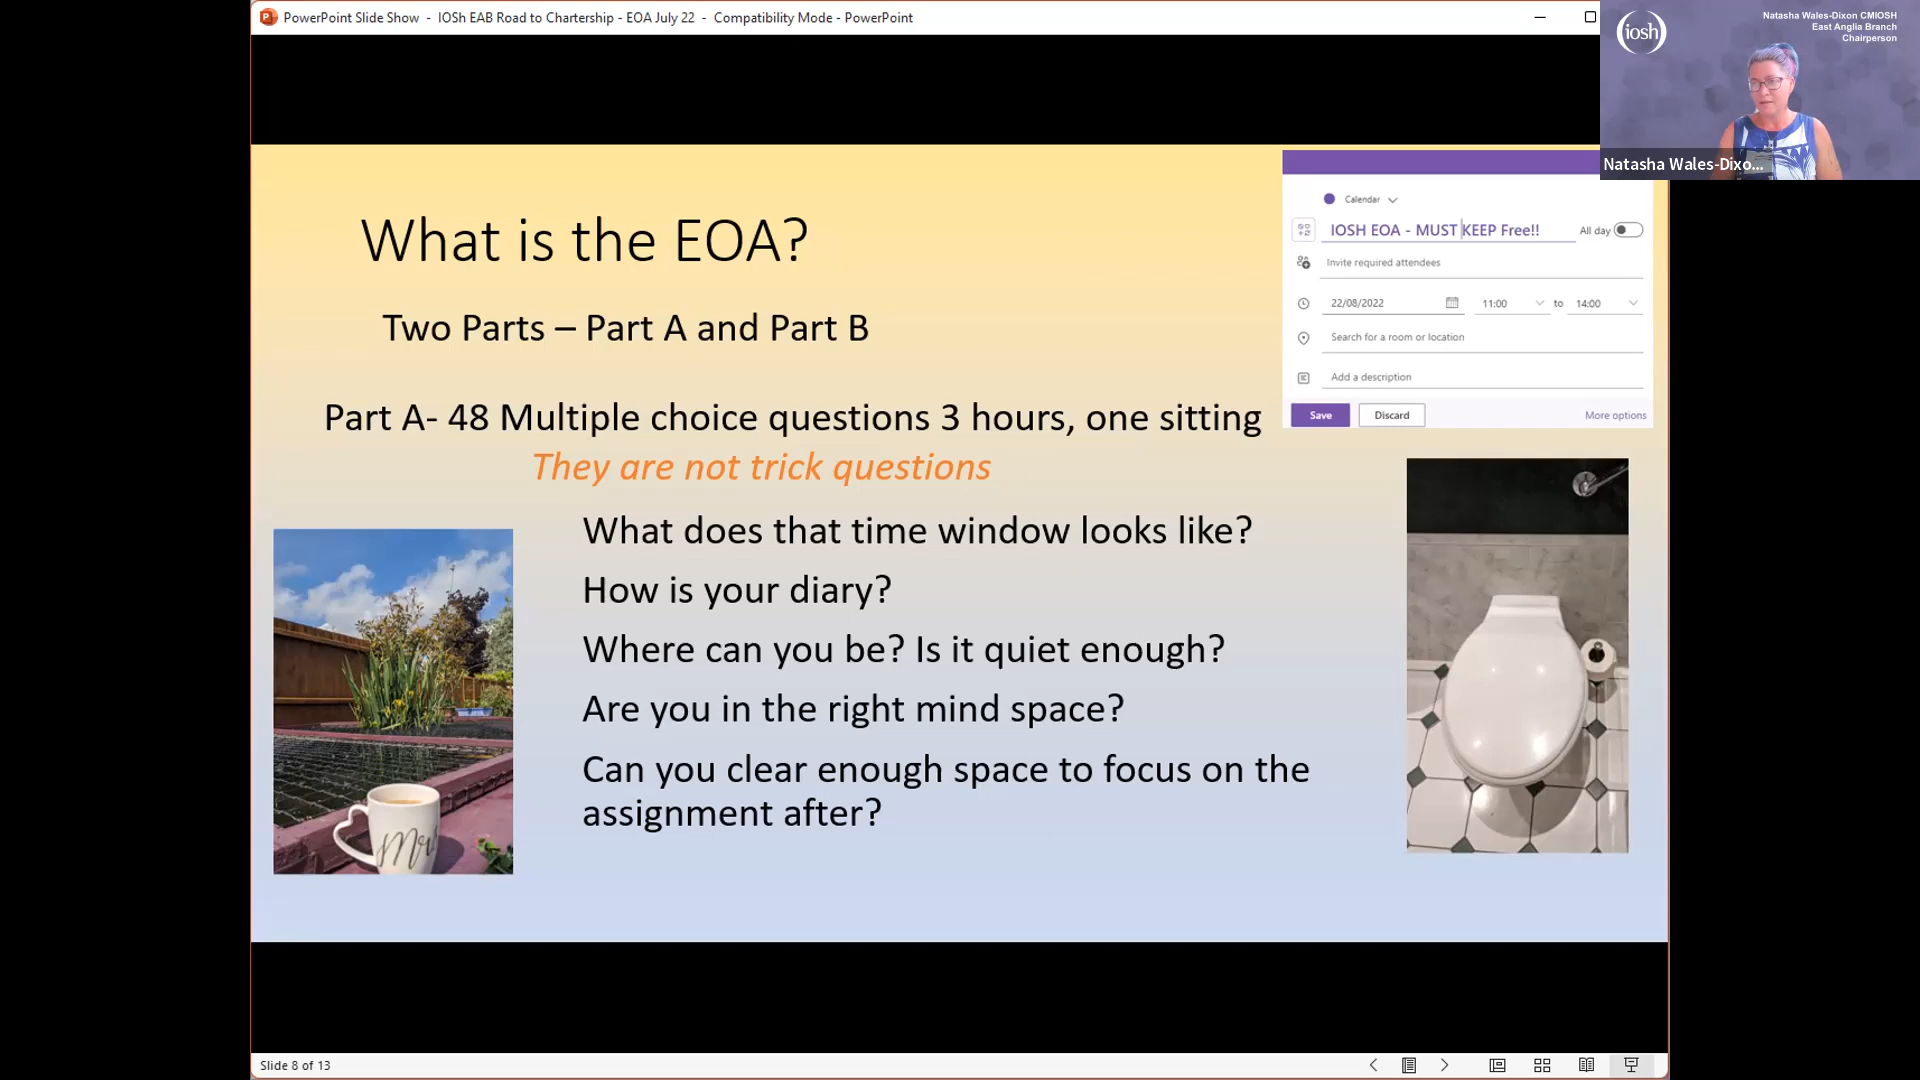 PowerPoint Slide Show - IOSh EAB Road to Chartership - EOA July 22 - Compatibility Mode - PowerPoint
iosh
Natasha Wales-Dixon CMIOSH
East Anglia Branch
Chairperson
Natasha Wales-Dixo...
What is the EOA?
Two Parts – Part A and Part B
Part A- 48 Multiple choice questions 3 hours, one sitting
They are not trick questions
What does that time window looks like?
How is your diary?
Where can you be? Is it quiet enough?
Are you in the right mind space?
Can you clear enough space to focus on the
assignment after?
Calendar
IOSH EOA - MUST KEEP Free!!
All day
Invite required attendees
22/08/2022
11:00
to
14:00
Search for a room or location
Add a description
Save
Discard
More options
Slide 8 of 13